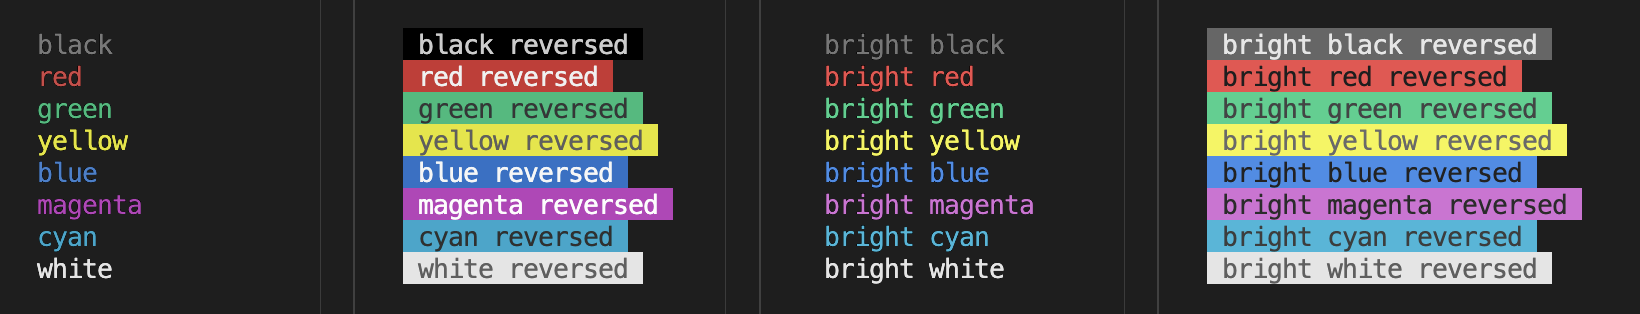 black
red
green
yellow
blue
magenta
cyan
white
black reversed
red reversed
green reversed
yellow reversed
blue reversed
magenta reversed
cyan reversed
white reversed
bright black
bright red
bright green
bright yellow
bright blue
bright magenta
bright cyan
bright white
bright black reversed
bright red reversed
bright green reversed
bright yellow reversed
bright blue reversed
bright magenta reversed
bright cyan reversed
bright white reversed